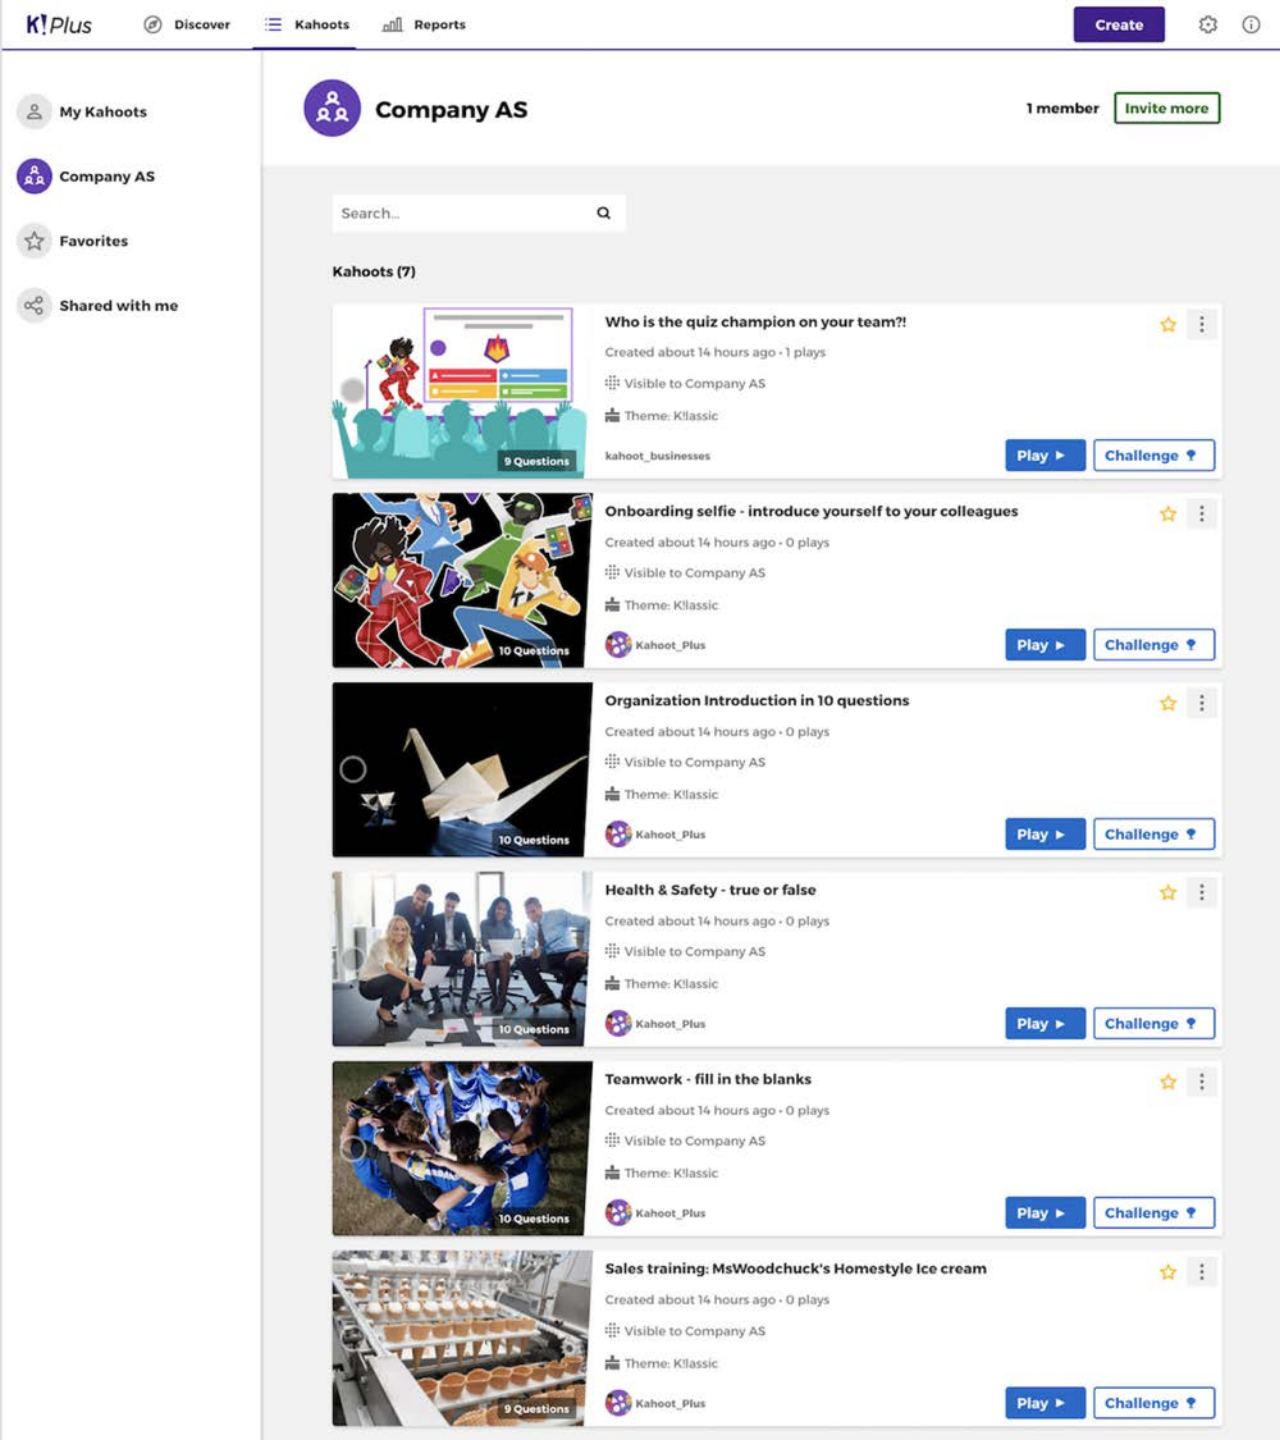 K!Plus
Discover
Kahoots
Reports
Create
My Kahoots
Company AS
Favorites
Shared with me
Company AS
1 member
Invite more
Search...
Kahoots (7)
9 Questions
Who is the quiz champion on your team?!
Created about 14 hours ago · 1 plays
Visible to Company AS
Theme: K!lassic
kahoot_businesses
Play
Challenge
10 Questions
Onboarding selfie - introduce yourself to your colleagues
Created about 14 hours ago · 0 plays
Visible to Company AS
Theme: K!lassic
Kahoot_Plus
Play
Challenge
10 Questions
Organization Introduction in 10 questions
Created about 14 hours ago · 0 plays
Visible to Company AS
Theme: K!lassic
Kahoot_Plus
Play
Challenge
10 Questions
Health & Safety - true or false
Created about 14 hours ago · 0 plays
Visible to Company AS
Theme: K!lassic
Kahoot_Plus
Play
Challenge
10 Questions
Teamwork - fill in the blanks
Created about 14 hours ago · 0 plays
Visible to Company AS
Theme: K!lassic
Kahoot_Plus
Play
Challenge
9 Questions
Sales training: MsWoodchuck's Homestyle Ice cream
Created about 14 hours ago · 0 plays
Visible to Company AS
Theme: K!lassic
Kahoot_Plus
Play
Challenge